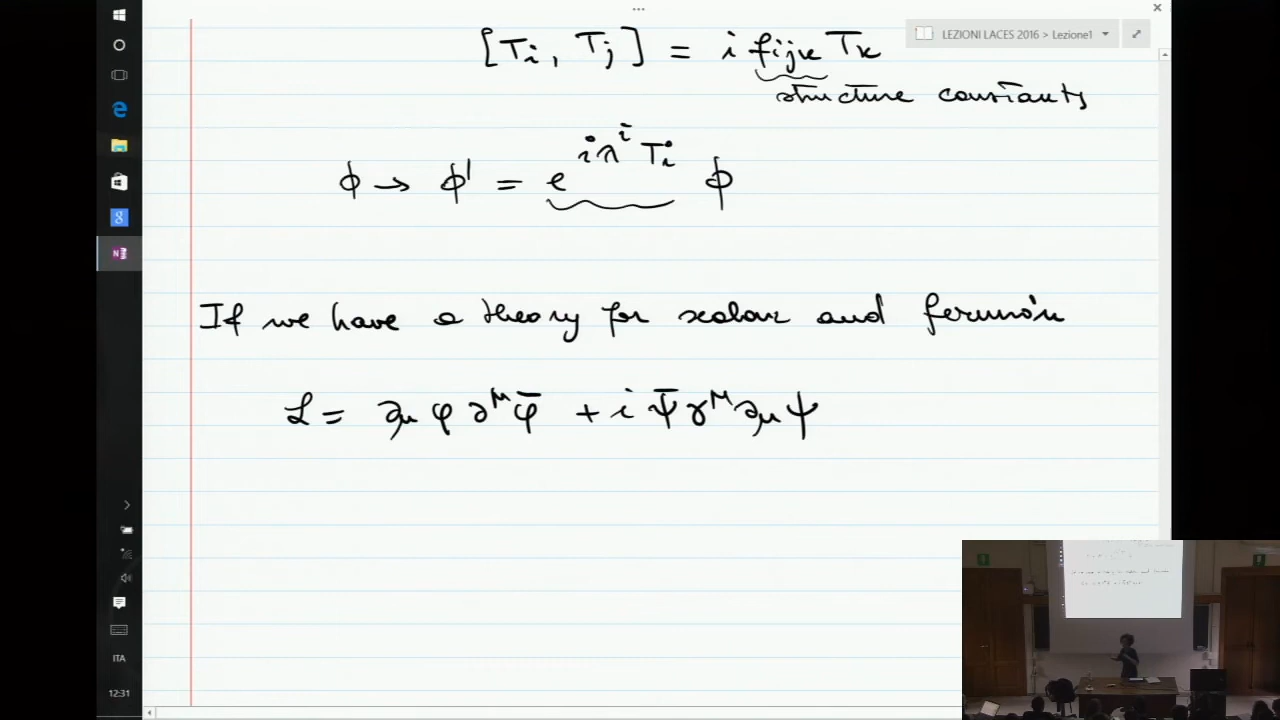 LEZIONI LACES 2016 > Lezione1
[Ti, Tj] = i fijk Tk
structure constants
ϕ → ϕ' = e^{iλ^i Ti} ϕ
If we have a theory for scalar and fermion
ℒ = ∂μ φ ∂^μ φ̄ + i ψ̄ γ^μ ∂μ ψ
ITA
12:31